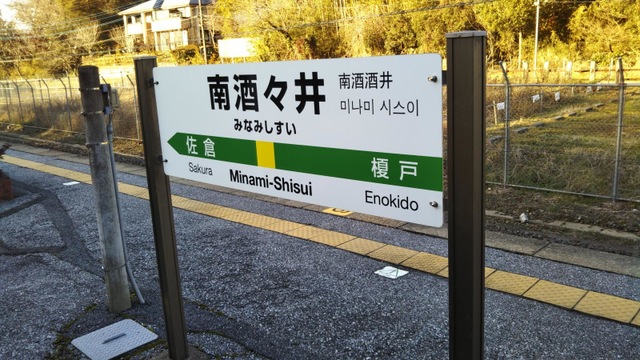 南酒々井
みなみしすい
南酒酒井
미나미 시스이
佐倉
Sakura
Minami-Shisui
榎戸
Enokido